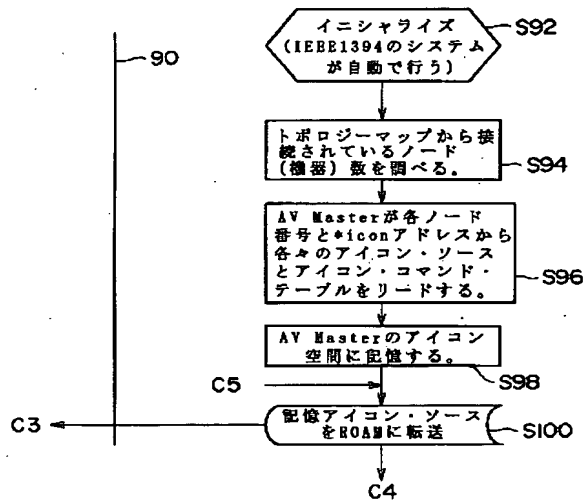 イニシャライズ
(IEEE1394のシステム
が自動で行う)
S92
90
トポロジーマップから接
続されているノード
(機器)数を調べる。
S94
AV Masterが各ノード
番号と*iconアドレスから
各々のアイコン・ソース
とアイコン・コマンド・
テーブルをリードする。
S96
AV Masterのアイコン
空間に記憶する。
S98
C5
記憶アイコン・ソース
をROAMに転送
S100
C3
C4